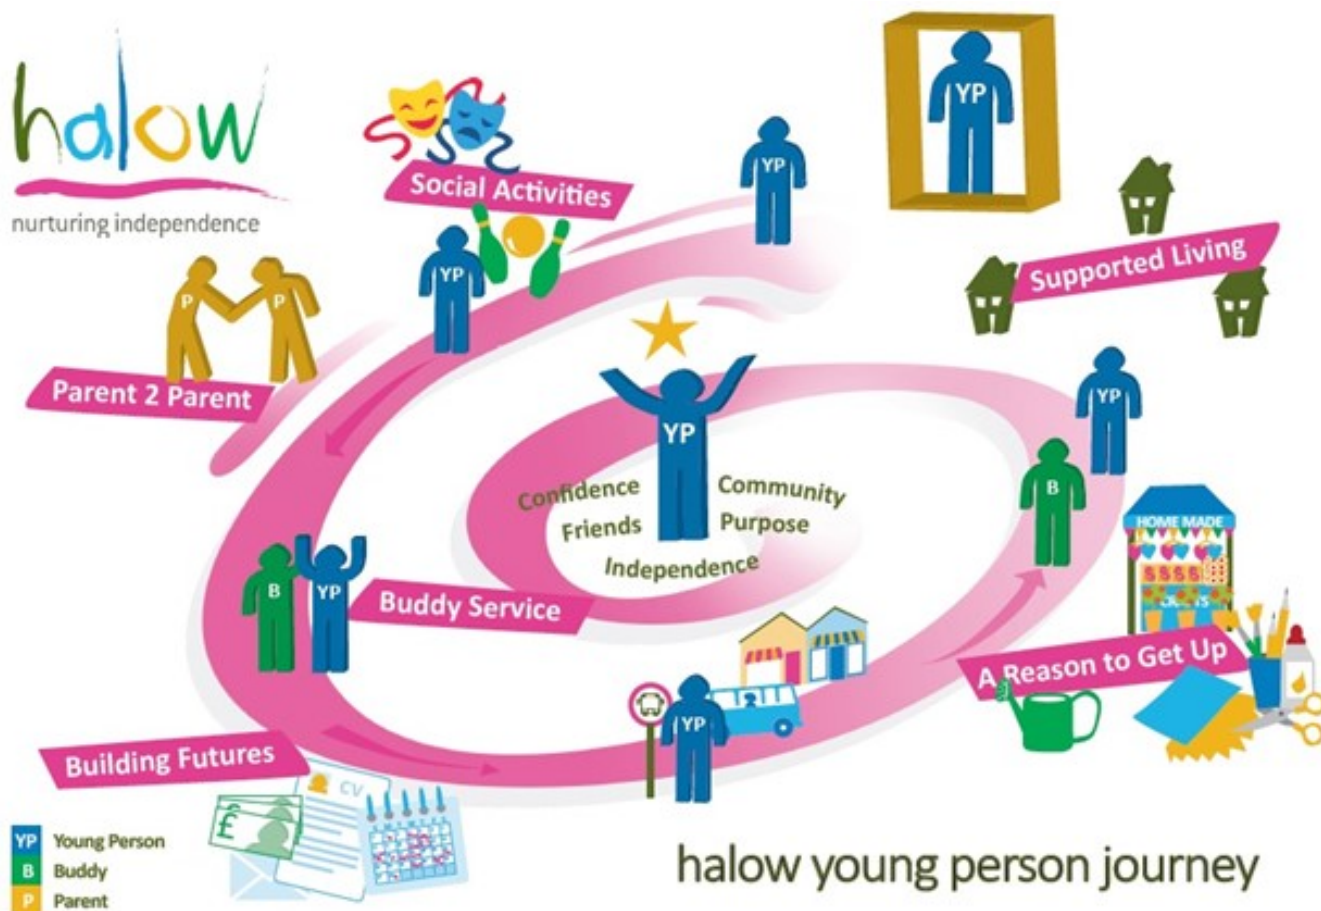 halow
nurturing independence
YP
YP
Social Activities
YP
Supported Living
P P
Parent 2 Parent
YP
YP
B
Confidence
Community
Friends
Purpose
Independence
HOME MADE
B YP
Buddy Service
A Reason to Get Up
YP
Building Futures
CV
£
YP Young Person
B Buddy
P Parent
halow young person journey